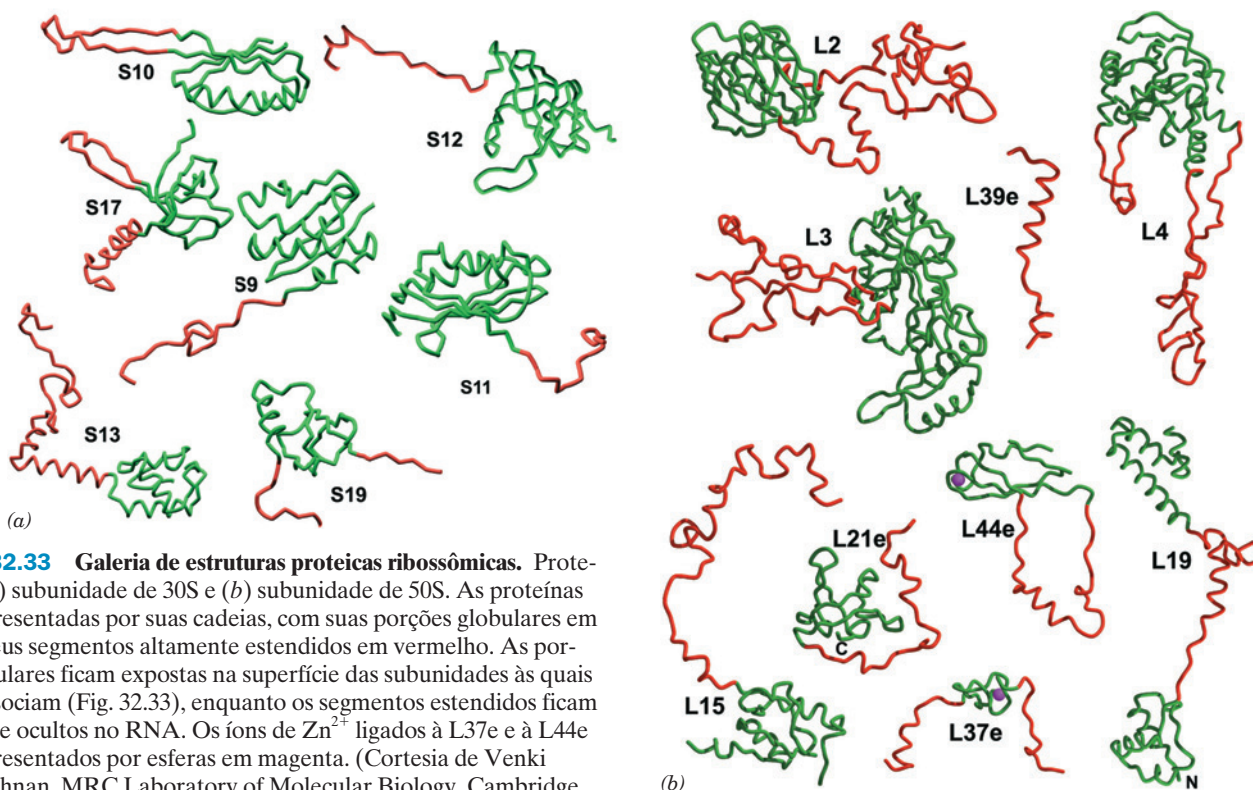 S10
S12
S17
S9
S11
S13
S19
(a)
L2
L39e
L4
L3
L44e
L21e
L19
C
L15
L37e
N
(b)
32.33 Galeria de estruturas proteicas ribossômicas. Prote-
) subunidade de 30S e (b) subunidade de 50S. As proteínas
resentadas por suas cadeias, com suas porções globulares em
us segmentos altamente estendidos em vermelho. As por-
ulares ficam expostas na superfície das subunidades às quais
sociam (Fig. 32.33), enquanto os segmentos estendidos ficam
e ocultos no RNA. Os íons de Zn2+ ligados à L37e e à L44e
resentados por esferas em magenta. (Cortesia de Venki
hnan, MRC Laboratory of Molecular Biology, Cambridge,